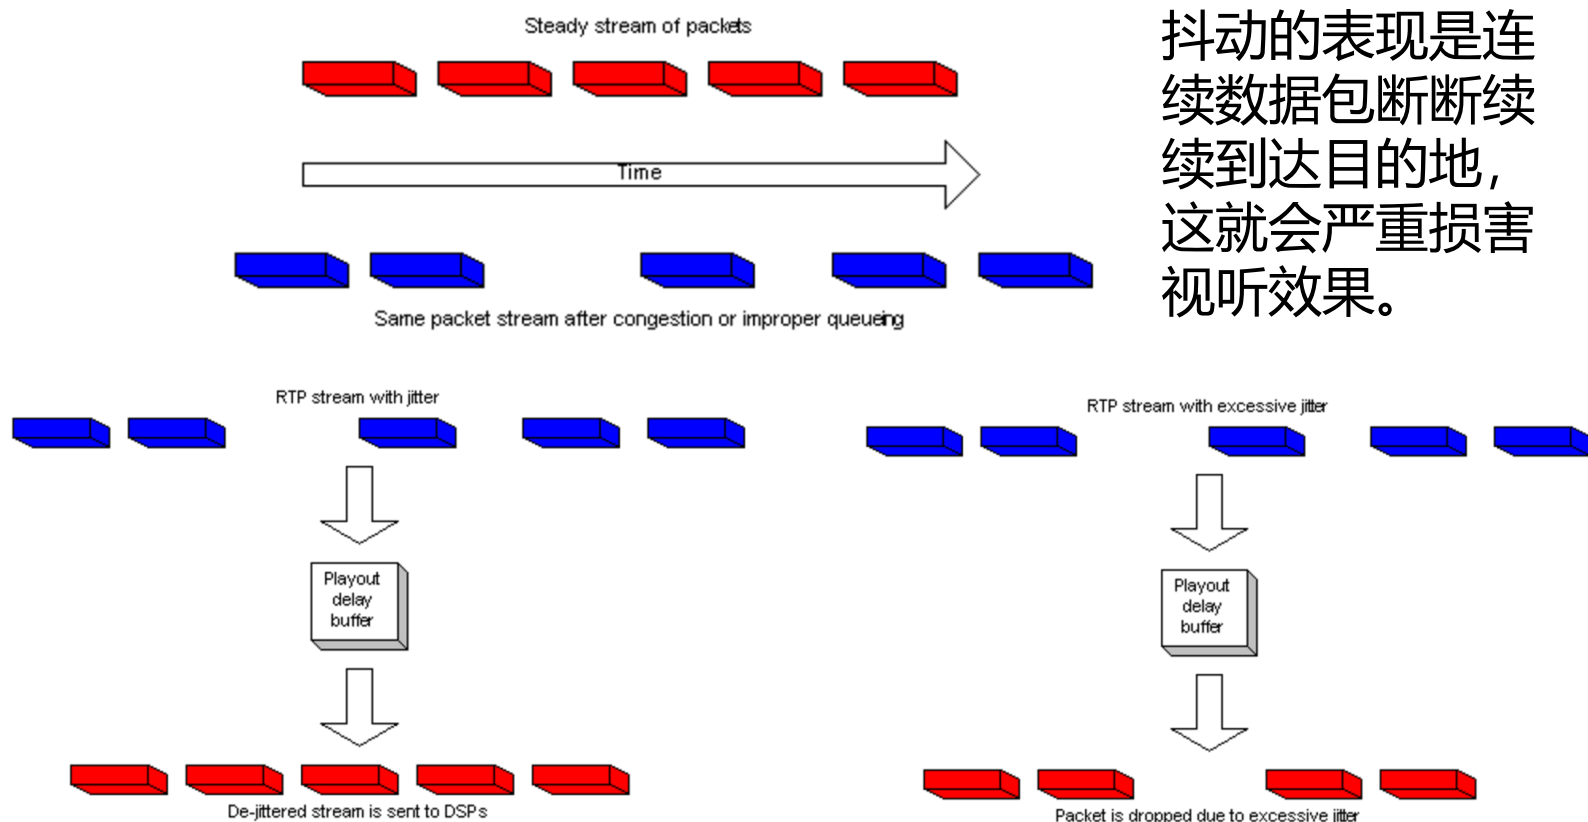 Steady stream of packets
抖动的表现是连
续数据包断断续
续到达目的地，
这就会严重损害
视听效果。
Time
Same packet stream after congestion or improper queueing
RTP stream with jitter
RTP stream with excessive jitter
Playout
delay
buffer
Playout
delay
buffer
De-jittered stream is sent to DSPs
Packet is dropped due to excessive jitter